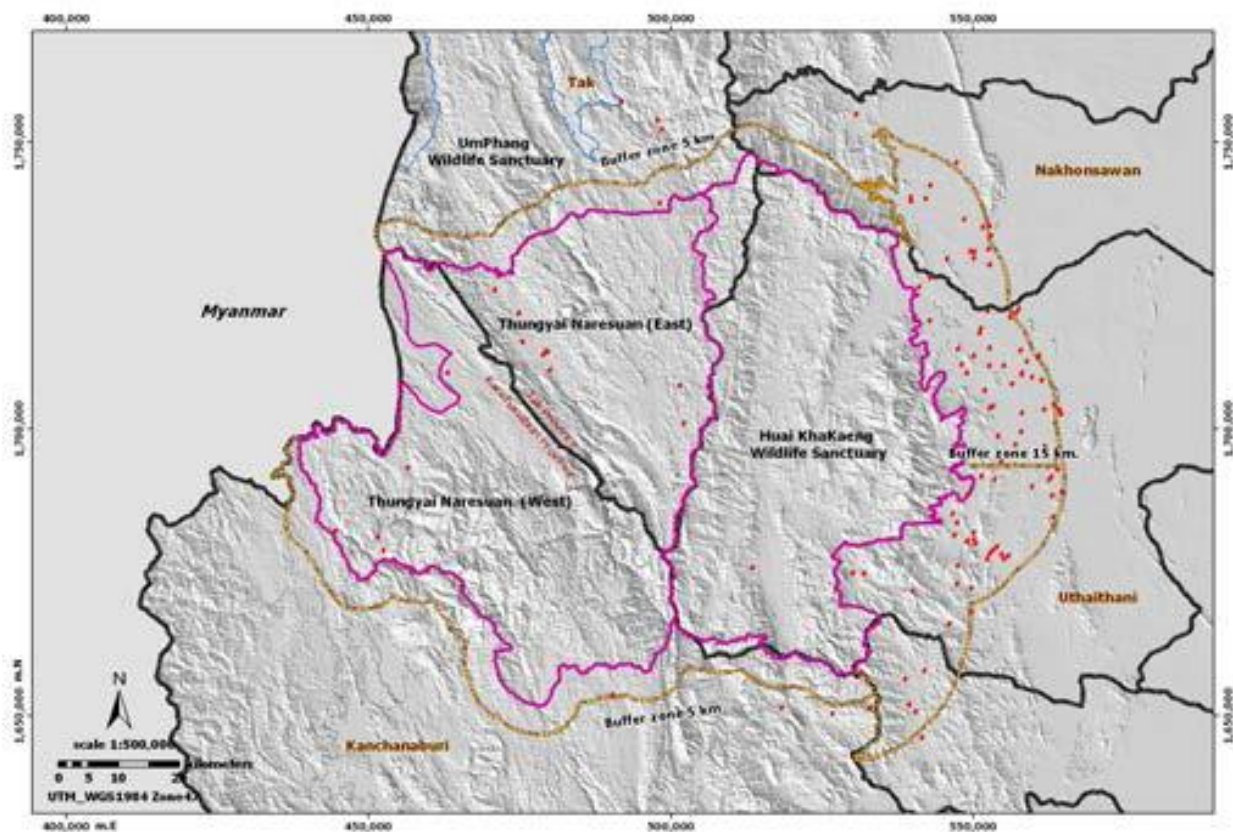 400,000
450,000
500,000
550,000
Tak
1,750,000
1,750,000
UmPhang
Wildlife Sanctuary
Buffer zone 5 km
Nakhonsawan
Myanmar
Thungyai Naresuan (East)
1,700,000
1,700,000
Huai KhaKaeng
Wildlife Sanctuary
Buffer zone 15 km.
Thungyai Naresuan (West)
Uthaithani
N
1,650,000 m.N
1,650,000
Buffer zone 5 km
Kanchanaburi
scale 1:500,000
0 5 10 20 kilometers
UTM_WGS1984
400,000 m.E
450,000
500,000
550,000